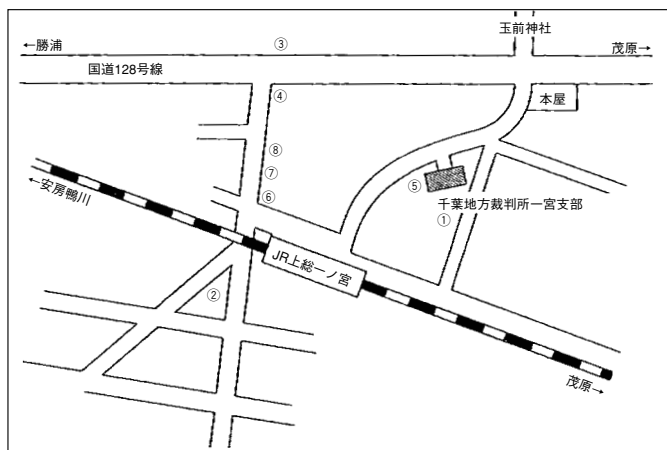 玉前神社
←勝浦
③
茂原→
国道128号線
④
本屋
⑧
⑦
⑤
⑥
千葉地方裁判所一宮支部
①
←安房鴨川
JR上総一ノ宮
②
茂原→